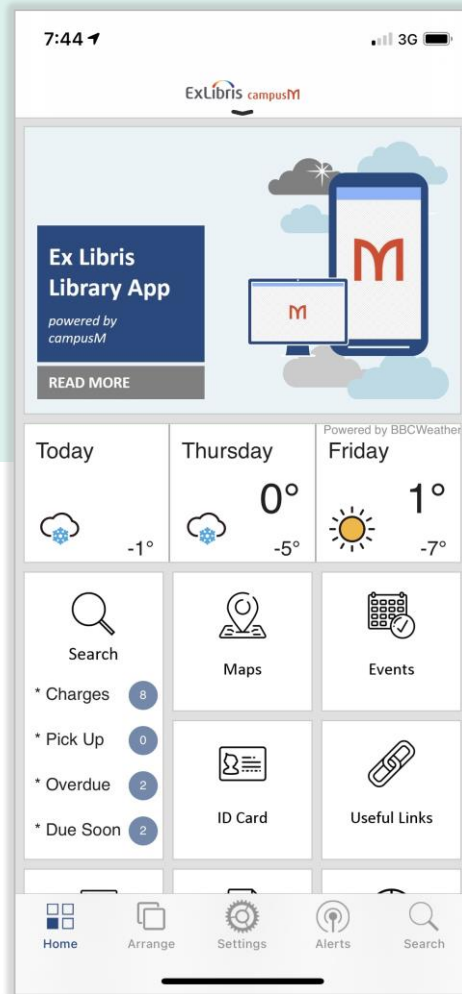 7:44
3G
ExLibris campusM
Ex Libris
Library App
powered by
campusM
READ MORE
M
M
Powered by BBCWeather
Today
-1°
Thursday
0°
-5°
Friday
1°
-7°
Search
* Charges 8
* Pick Up 0
* Overdue 2
* Due Soon 2
Maps
Events
ID Card
Useful Links
Home
Arrange
Settings
Alerts
Search